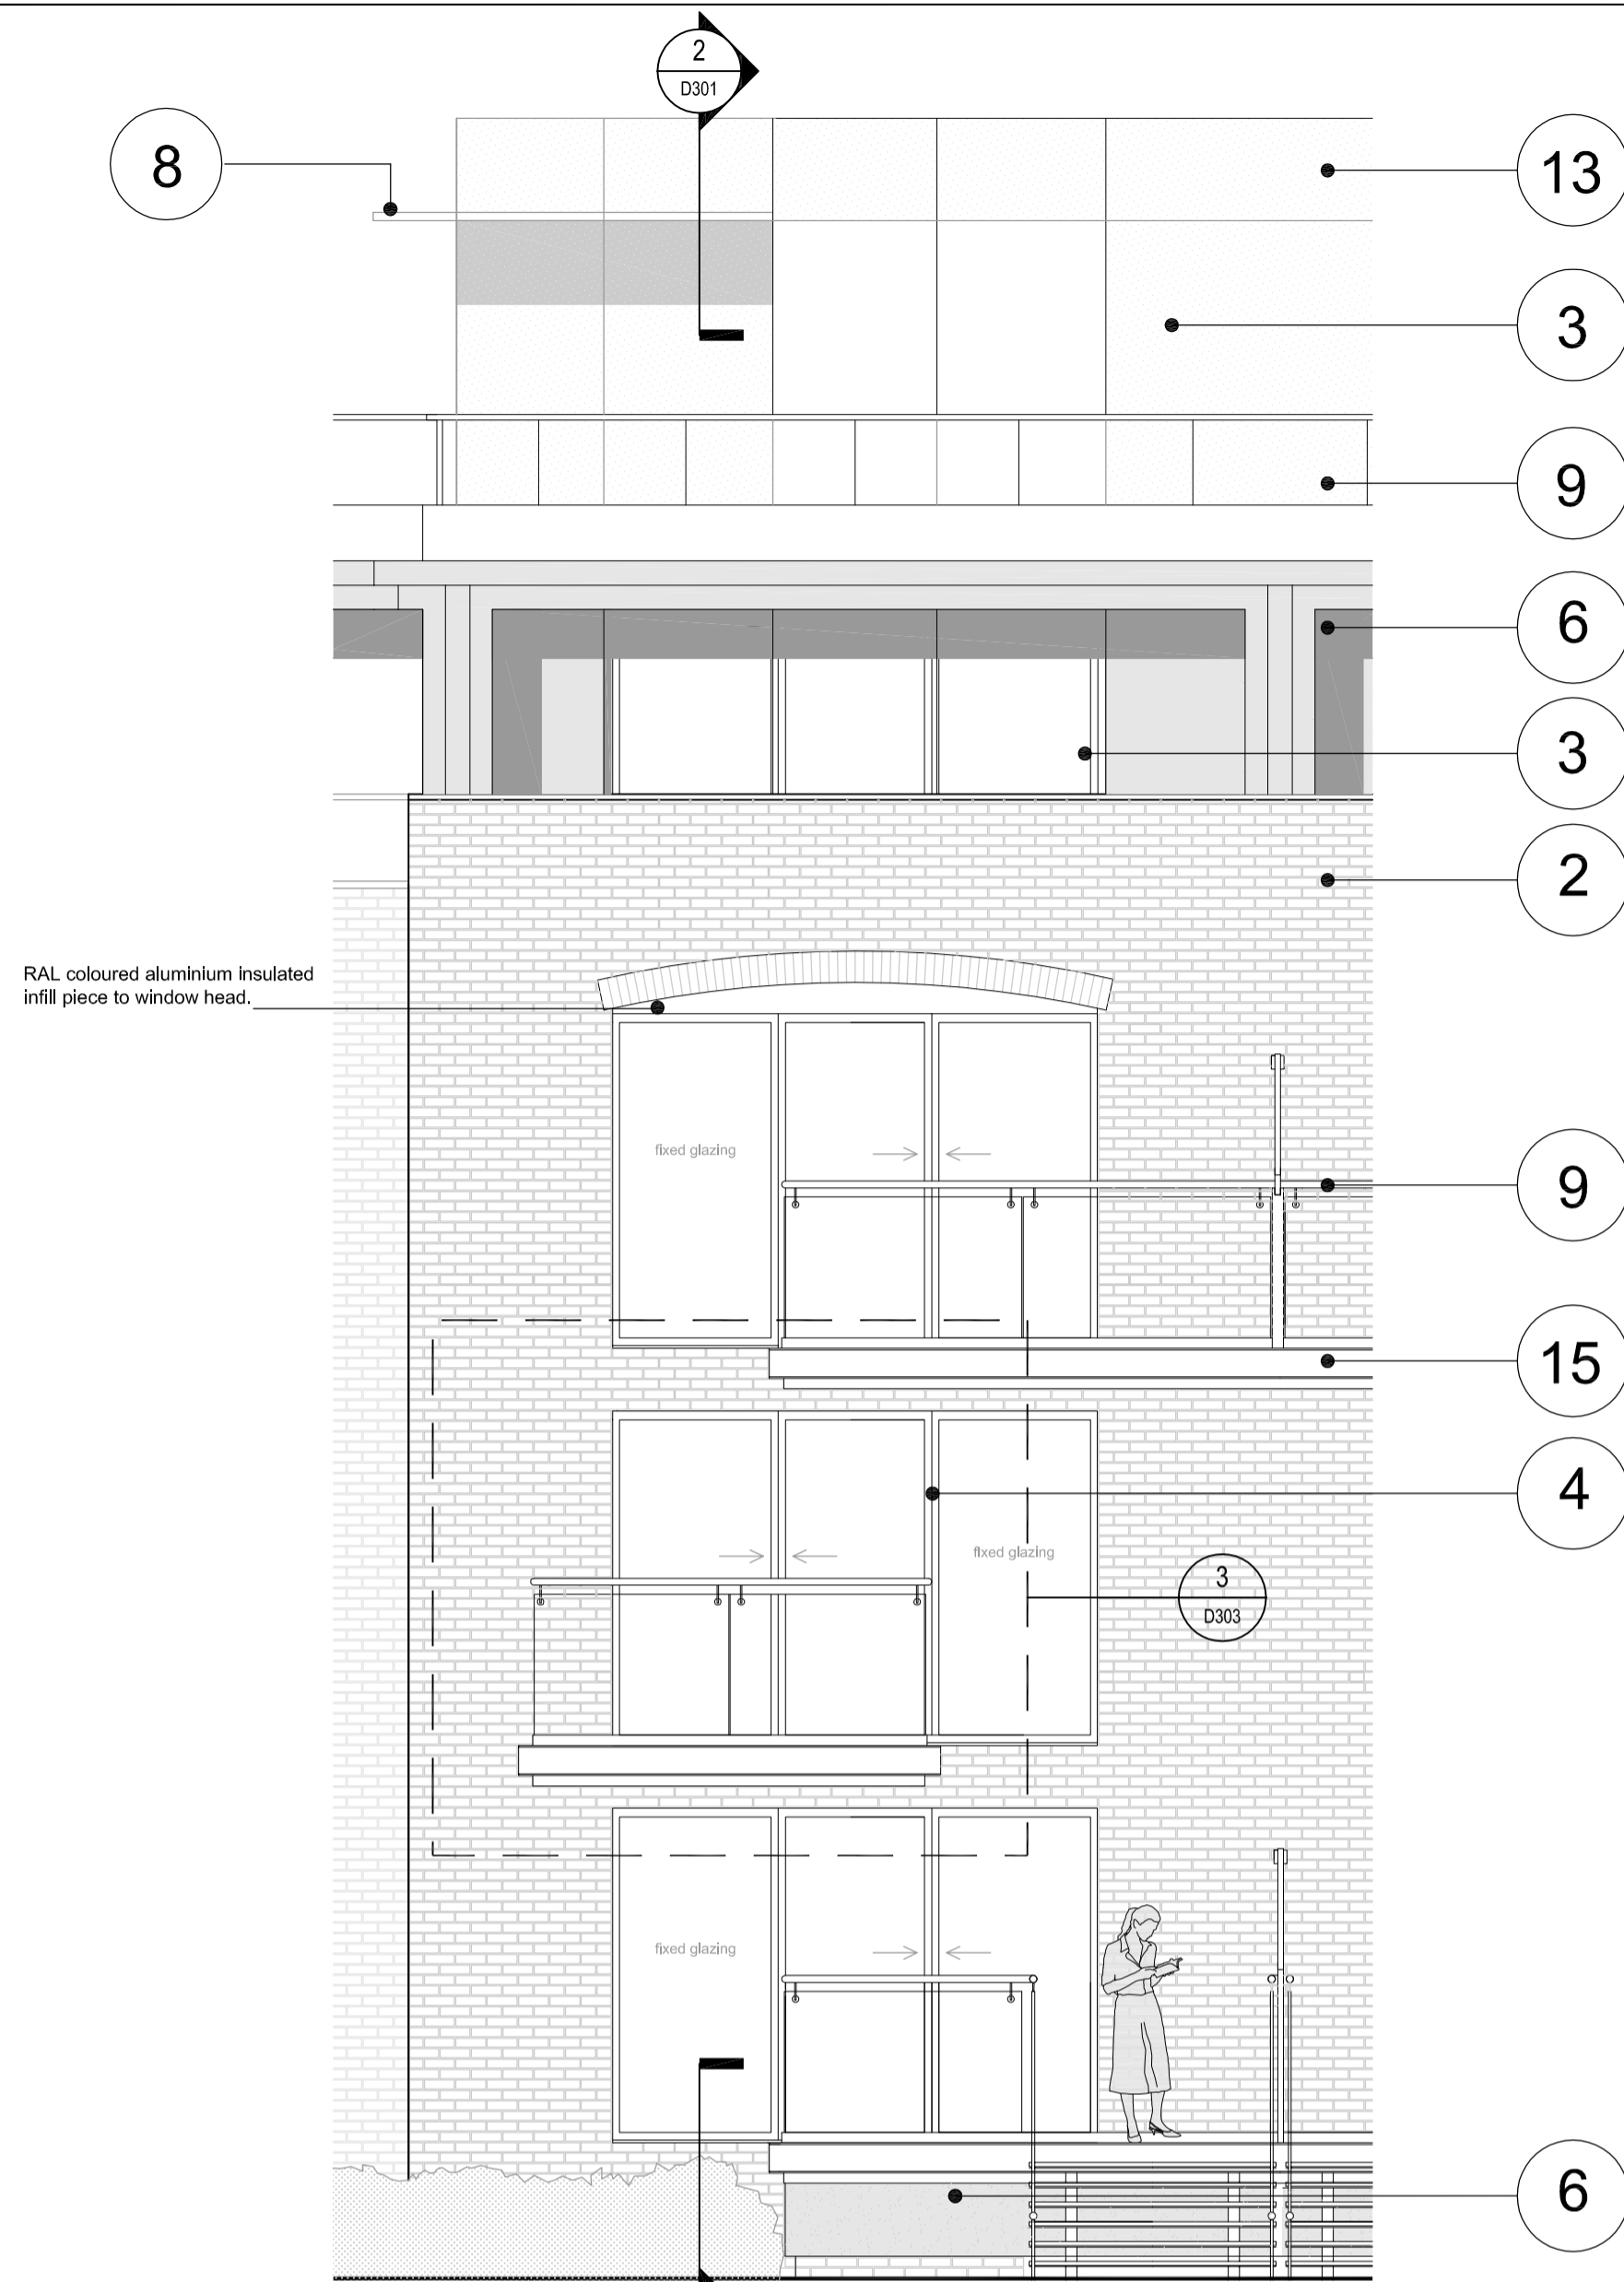 2
D301
8
13
3
9
6
3
2
RAL coloured aluminium insulated
infill piece to window head.
fixed glazing
9
15
4
fixed glazing
3
D303
fixed glazing
6